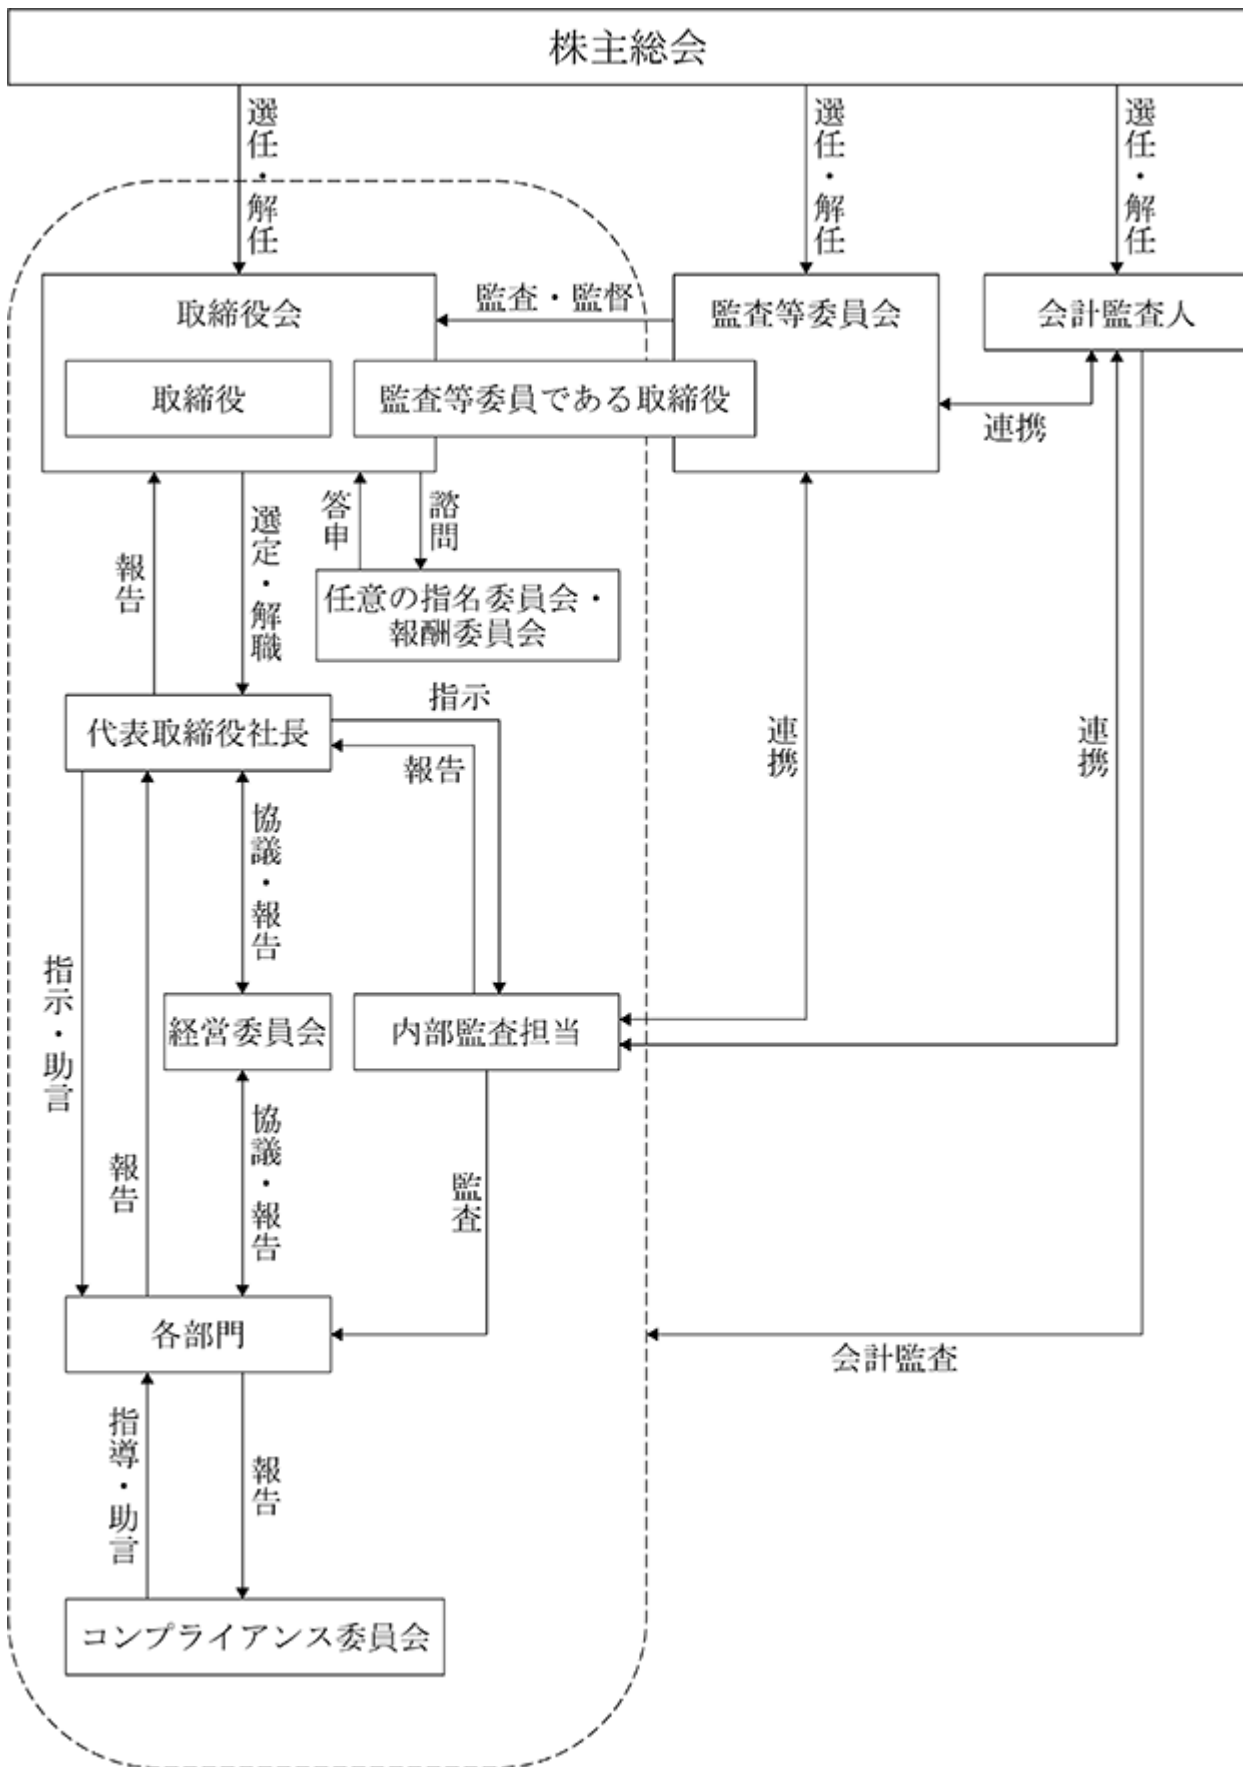 株主総会
選任・解任
選任・解任
選任・解任
取締役会
監査・監督
監査等委員会
会計監査人
取締役
監査等委員である取締役
連携
報告
選定・解職
答申
諮問
任意の指名委員会・
報酬委員会
代表取締役社長
指示
報告
連携
連携
協議・報告
指示・助言
経営委員会
内部監査担当
報告
協議・報告
監査
各部門
会計監査
指導・助言
報告
コンプライアンス委員会